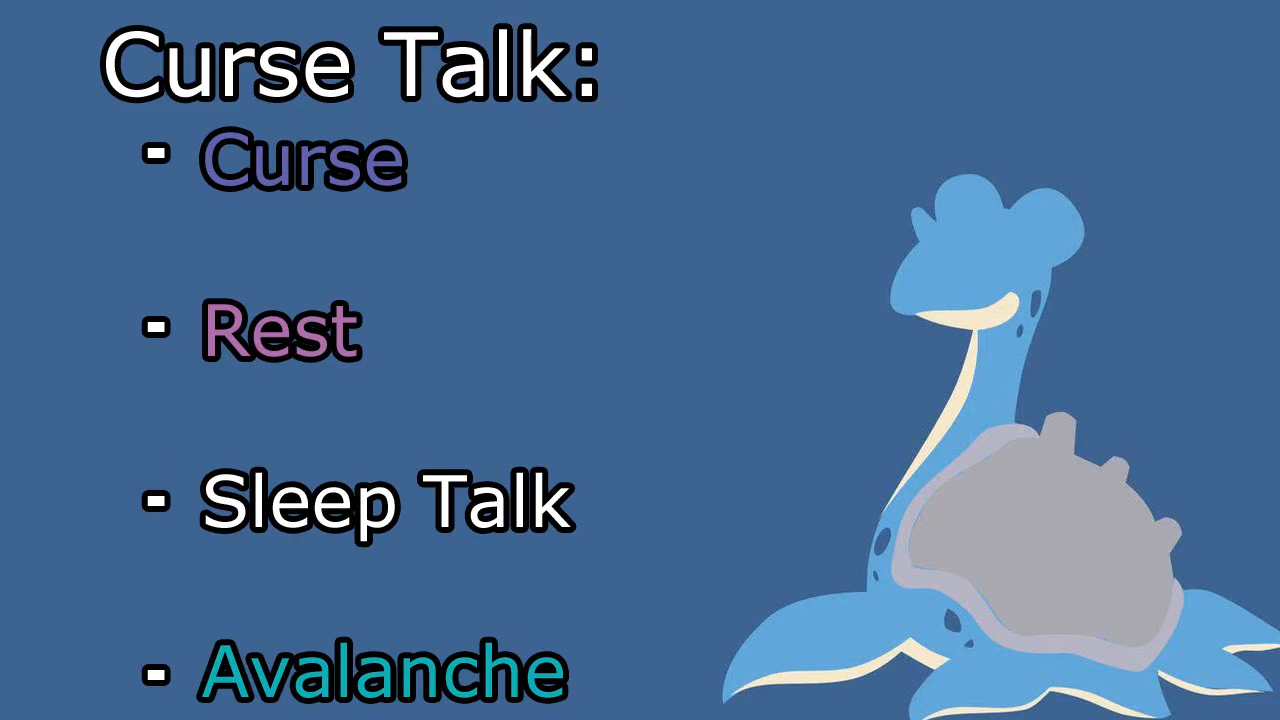 Curse Talk:
- Curse
- Rest
- Sleep Talk
- Avalanche